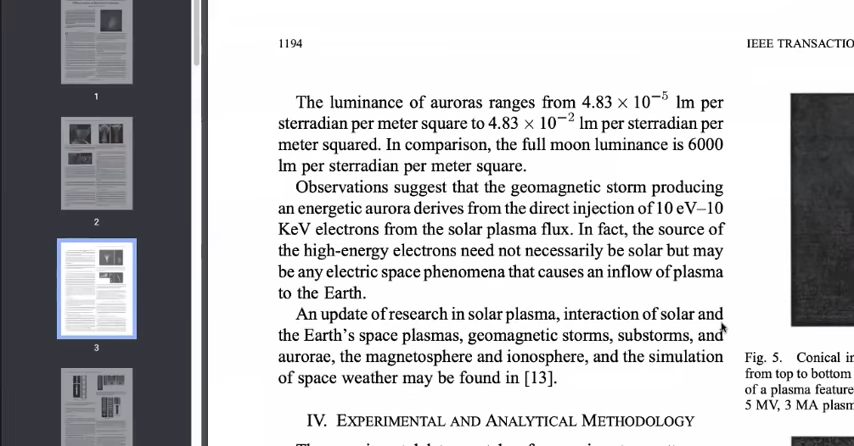 1
2
3
1194
IEEE TRANSACTIO
The luminance of auroras ranges from 4.83 × 10−5 lm per
sterradian per meter square to 4.83 × 10−2 lm per sterradian per
meter squared. In comparison, the full moon luminance is 6000
lm per sterradian per meter square.
Observations suggest that the geomagnetic storm producing
an energetic aurora derives from the direct injection of 10 eV–10
KeV electrons from the solar plasma flux. In fact, the source of
the high-energy electrons need not necessarily be solar but may
be any electric space phenomena that causes an inflow of plasma
to the Earth.
An update of research in solar plasma, interaction of solar and
the Earth's space plasmas, geomagnetic storms, substorms, and
aurorae, the magnetosphere and ionosphere, and the simulation
of space weather may be found in [13].
IV. EXPERIMENTAL AND ANALYTICAL METHODOLOGY
Fig. 5. Conical in
from top to bottom
of a plasma feature
5 MV, 3 MA plasm